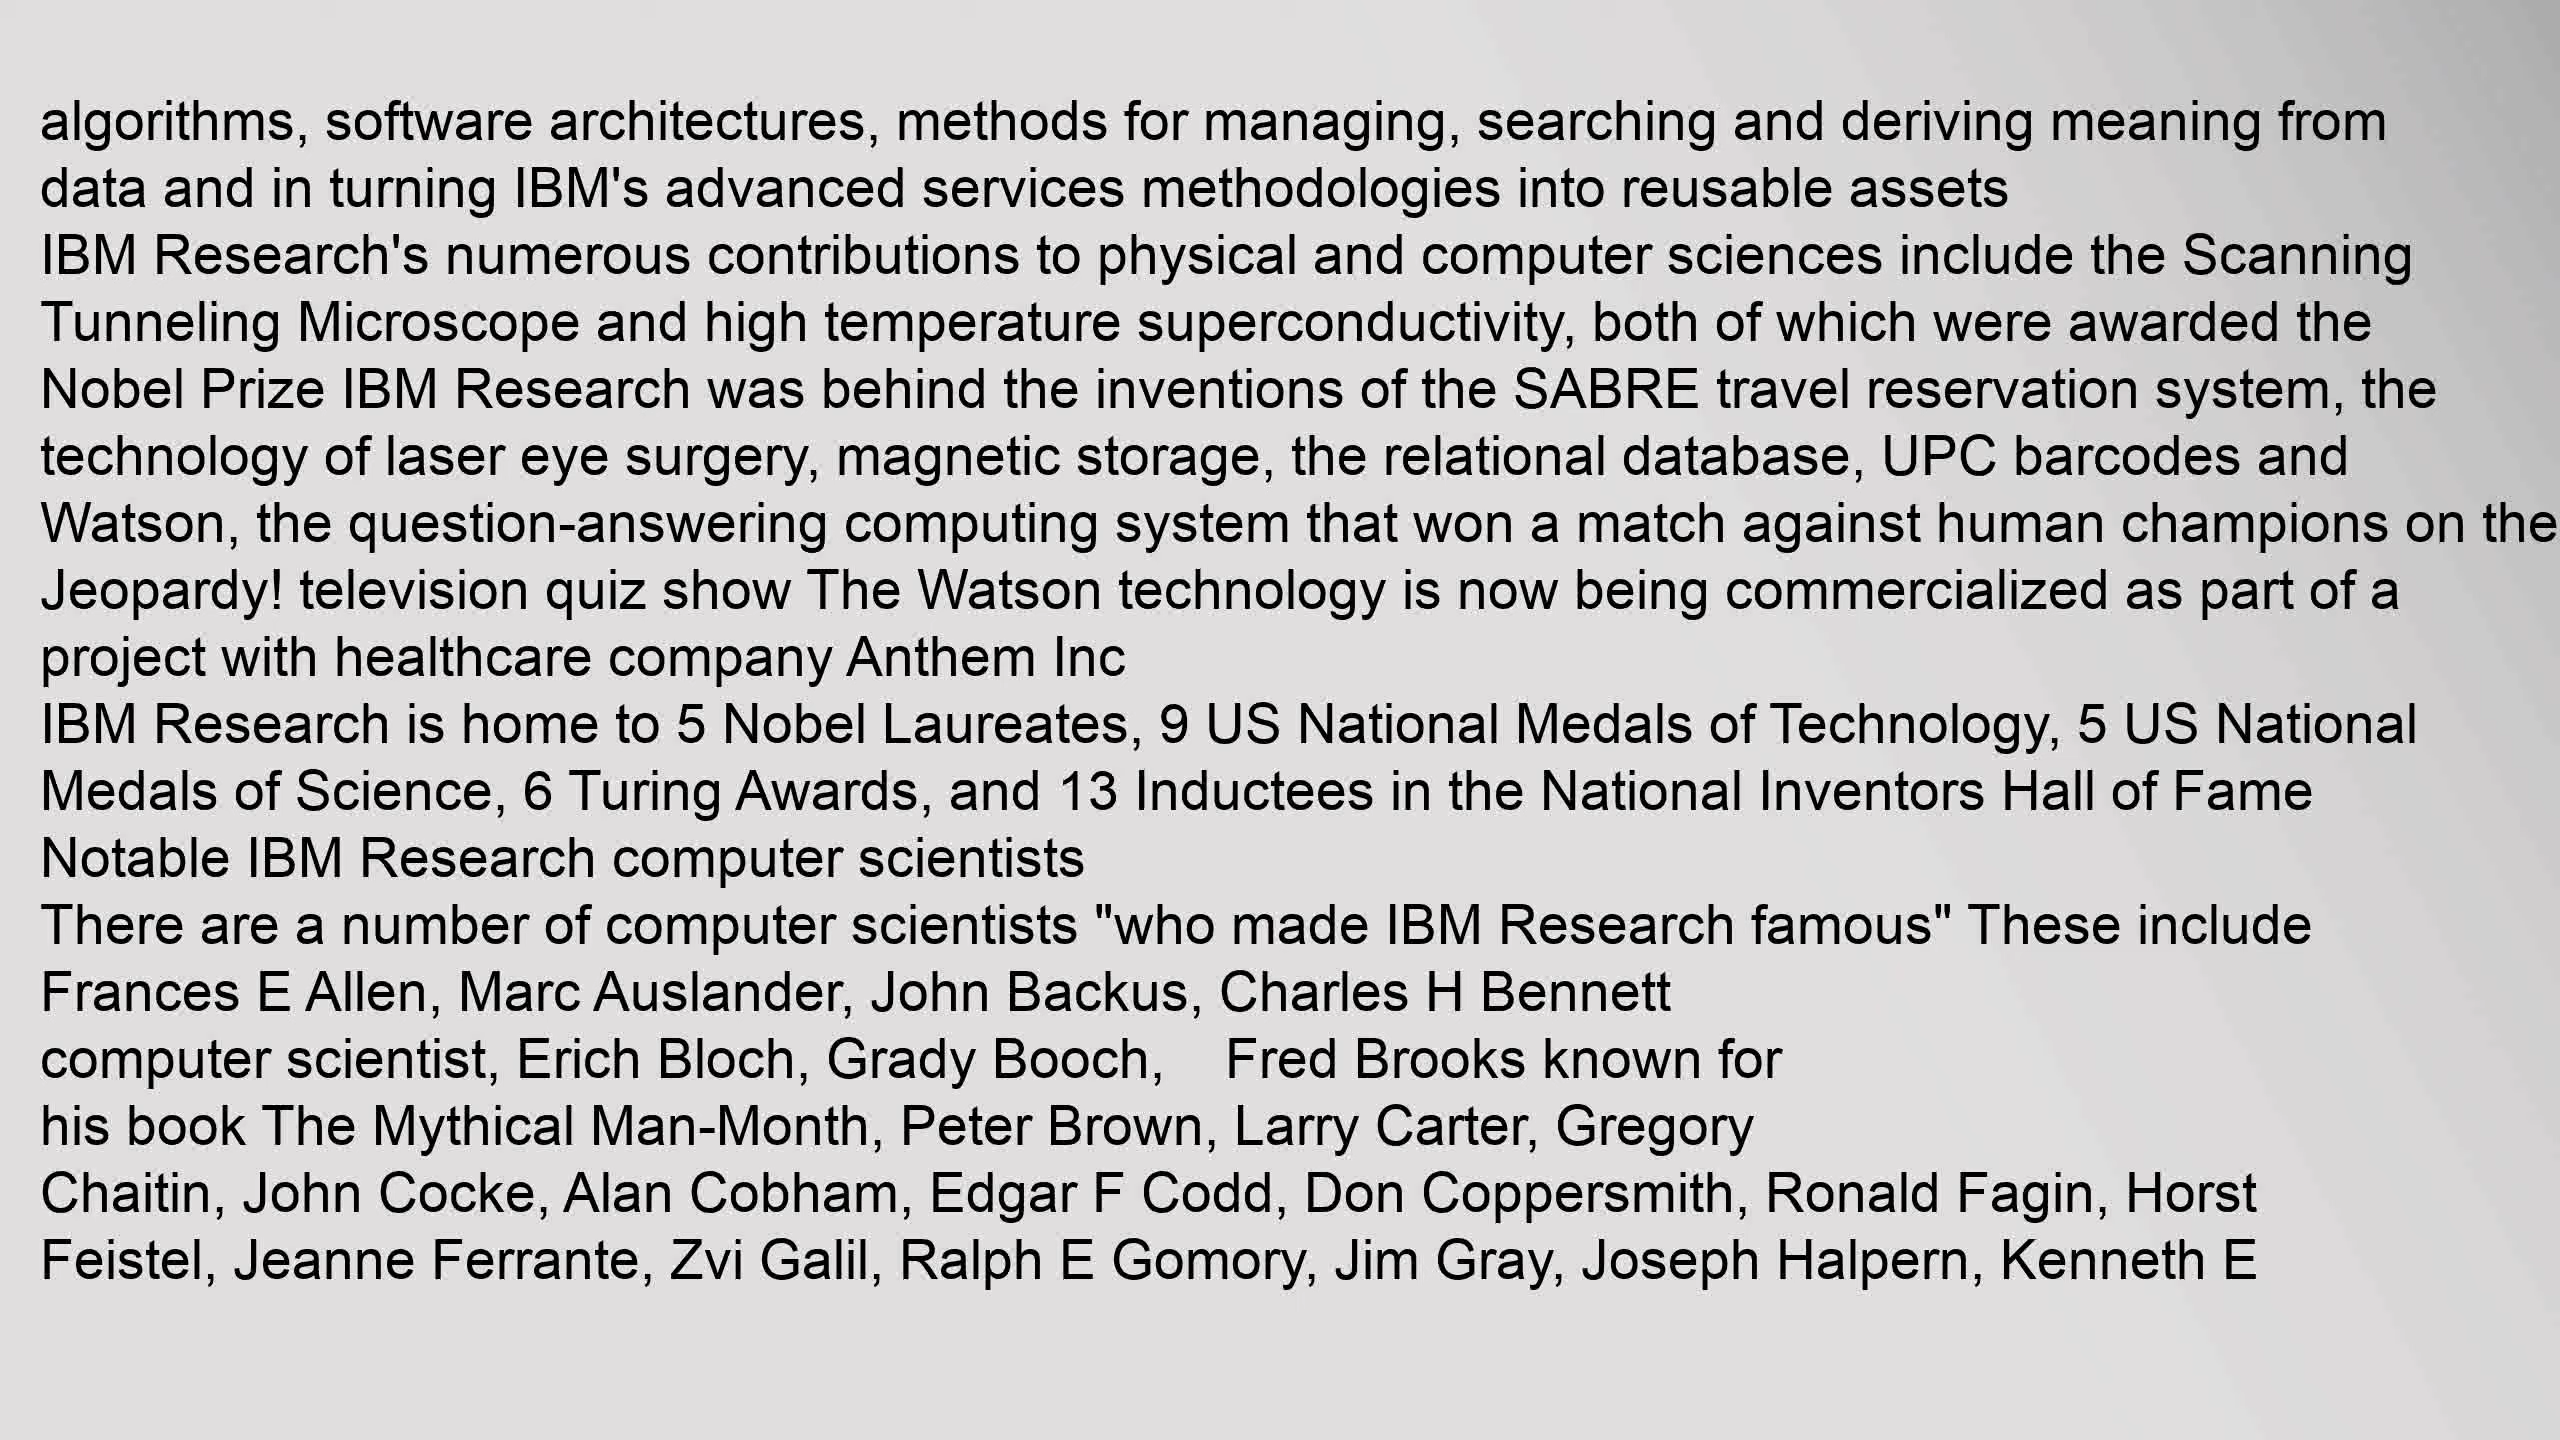 algorithms, software architectures, methods for managing, searching and deriving meaning from
data and in turning IBM's advanced services methodologies into reusable assets
IBM Research's numerous contributions to physical and computer sciences include the Scanning
Tunneling Microscope and high temperature superconductivity, both of which were awarded the
Nobel Prize IBM Research was behind the inventions of the SABRE travel reservation system, the
technology of laser eye surgery, magnetic storage, the relational database, UPC barcodes and
Watson, the question-answering computing system that won a match against human champions on the
Jeopardy! television quiz show The Watson technology is now being commercialized as part of a
project with healthcare company Anthem Inc
IBM Research is home to 5 Nobel Laureates, 9 US National Medals of Technology, 5 US National
Medals of Science, 6 Turing Awards, and 13 Inductees in the National Inventors Hall of Fame
Notable IBM Research computer scientists
There are a number of computer scientists "who made IBM Research famous" These include
Frances E Allen, Marc Auslander, John Backus, Charles H Bennett
computer scientist, Erich Bloch, Grady Booch,    Fred Brooks known for
his book The Mythical Man-Month, Peter Brown, Larry Carter, Gregory
Chaitin, John Cocke, Alan Cobham, Edgar F Codd, Don Coppersmith, Ronald Fagin, Horst
Feistel, Jeanne Ferrante, Zvi Galil, Ralph E Gomory, Jim Gray, Joseph Halpern, Kenneth E